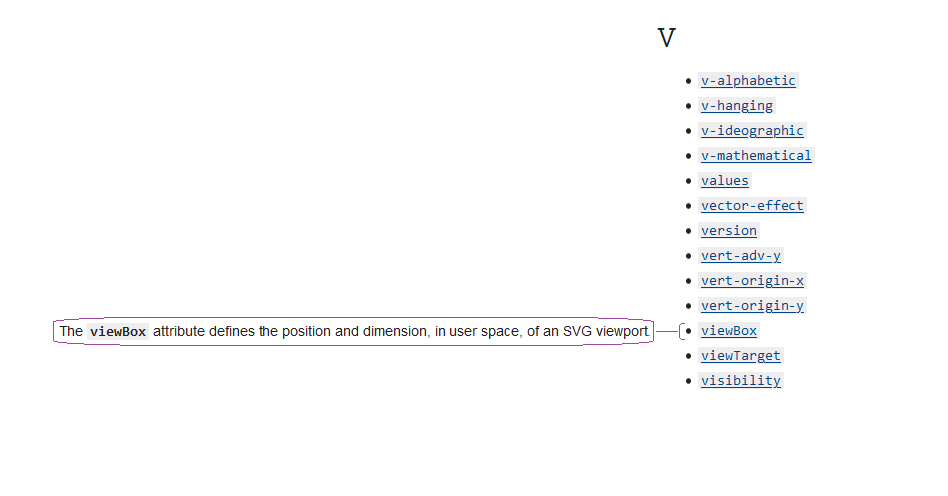 V
v-alphabetic
v-hanging
v-ideographic
v-mathematical
values
vector-effect
version
vert-adv-y
vert-origin-x
vert-origin-y
The viewBox attribute defines the position and dimension, in user space, of an SVG viewport.
viewBox
viewTarget
visibility